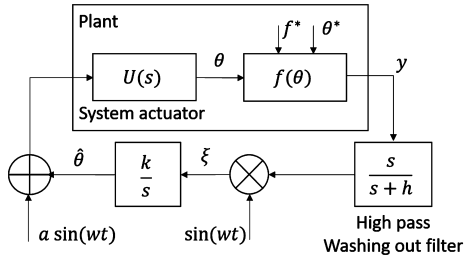 Plant
f* θ*
U(s)
θ
f(θ)
y
System actuator
θ̂
k
s
ξ
s
s + h
a sin(wt)
sin(wt)
High pass
Washing out filter